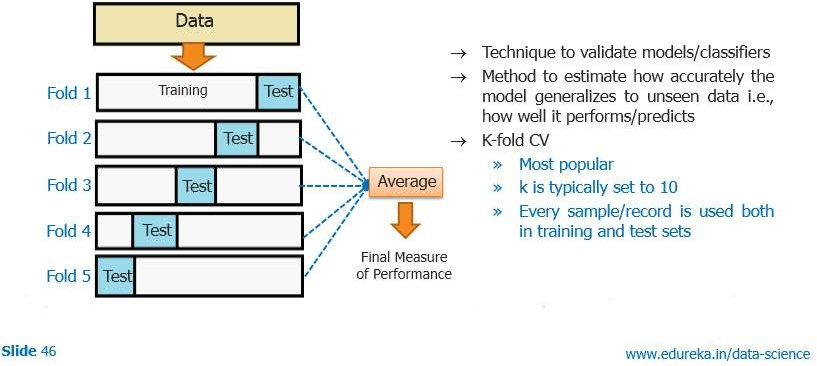 Data
Fold 1
Training
Test
Fold 2
Test
Fold 3
Test
Fold 4
Test
Fold 5
Test
Average
Final Measure
of Performance
→ Technique to validate models/classifiers
→ Method to estimate how accurately the
model generalizes to unseen data i.e.,
how well it performs/predicts
→ K-fold CV
» Most popular
» k is typically set to 10
» Every sample/record is used both
in training and test sets
Slide 46
www.edureka.in/data-science